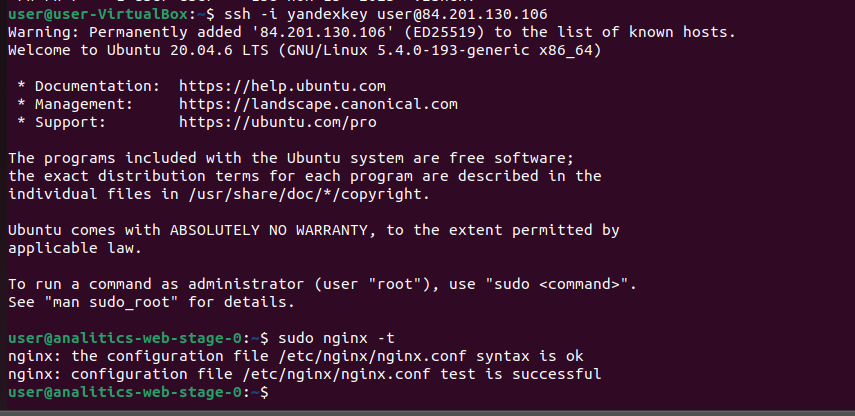 user@user-VirtualBox:~$ ssh -i yandexkey user@84.201.130.106
Warning: Permanently added '84.201.130.106' (ED25519) to the list of known hosts.
Welcome to Ubuntu 20.04.6 LTS (GNU/Linux 5.4.0-193-generic x86_64)

 * Documentation:  https://help.ubuntu.com
 * Management:     https://landscape.canonical.com
 * Support:        https://ubuntu.com/pro

The programs included with the Ubuntu system are free software;
the exact distribution terms for each program are described in the
individual files in /usr/share/doc/*/copyright.

Ubuntu comes with ABSOLUTELY NO WARRANTY, to the extent permitted by
applicable law.

To run a command as administrator (user "root"), use "sudo <command>".
See "man sudo_root" for details.

user@analitics-web-stage-0:~$ sudo nginx -t
nginx: the configuration file /etc/nginx/nginx.conf syntax is ok
nginx: configuration file /etc/nginx/nginx.conf test is successful
user@analitics-web-stage-0:~$